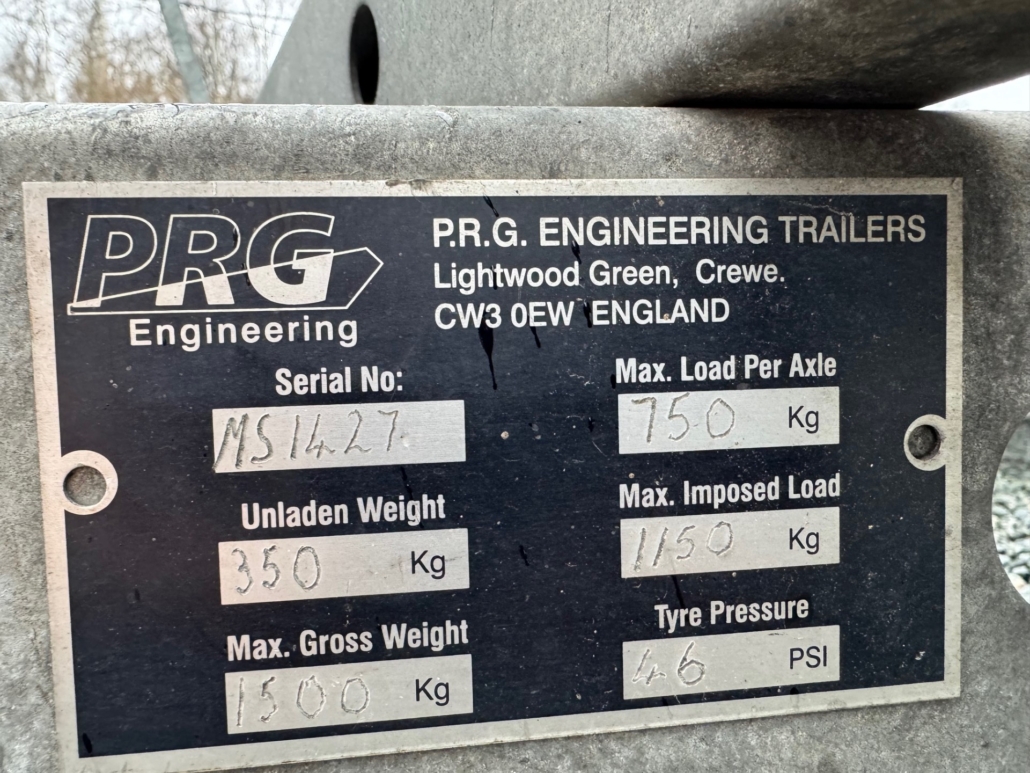 PRG
Engineering
P.R.G. ENGINEERING TRAILERS
Lightwood Green, Crewe.
CW3 0EW ENGLAND
Serial No:
MS1427
Unladen Weight
350 Kg
Max. Gross Weight
1500 Kg
Max. Load Per Axle
750 Kg
Max. Imposed Load
1150 Kg
Tyre Pressure
46 PSI